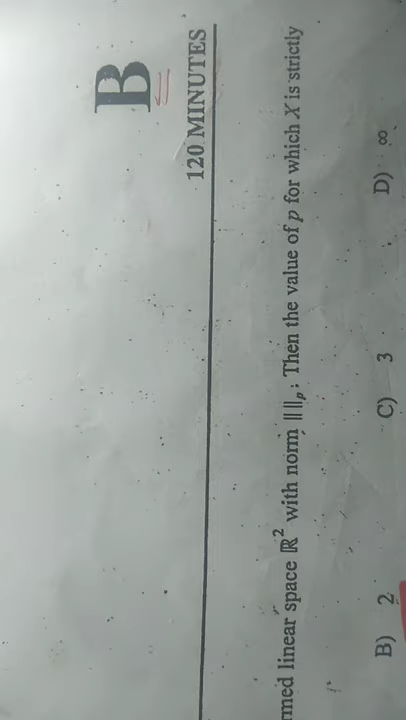 B
120 MINUTES
rmed linear space ℝ² with norm ‖ ‖ₚ. Then the value of p for which X is strictly
B) 2 C) 3 D) ∞